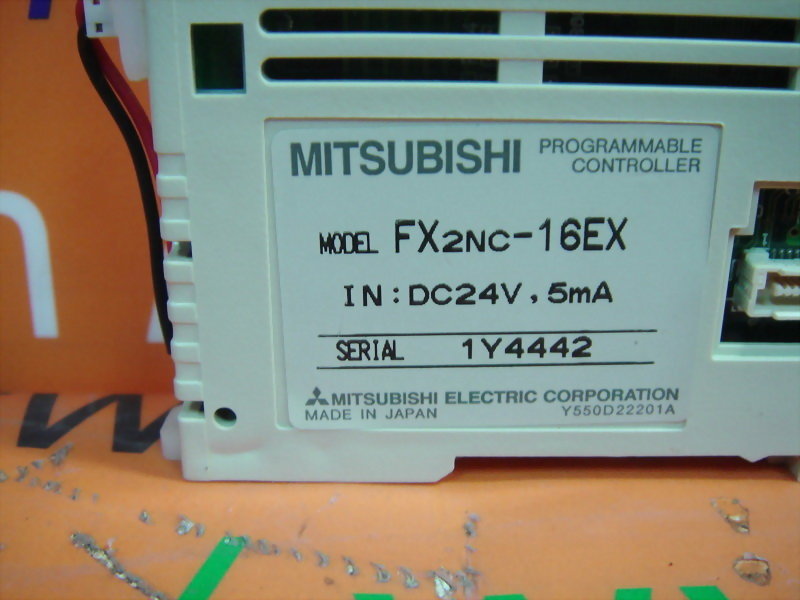 MITSUBISHI PROGRAMMABLE CONTROLLER
MODEL FX2NC-16EX
IN:DC24V, 5mA
SERIAL 1Y4442
MITSUBISHI ELECTRIC CORPORATION
MADE IN JAPAN Y550D22201A